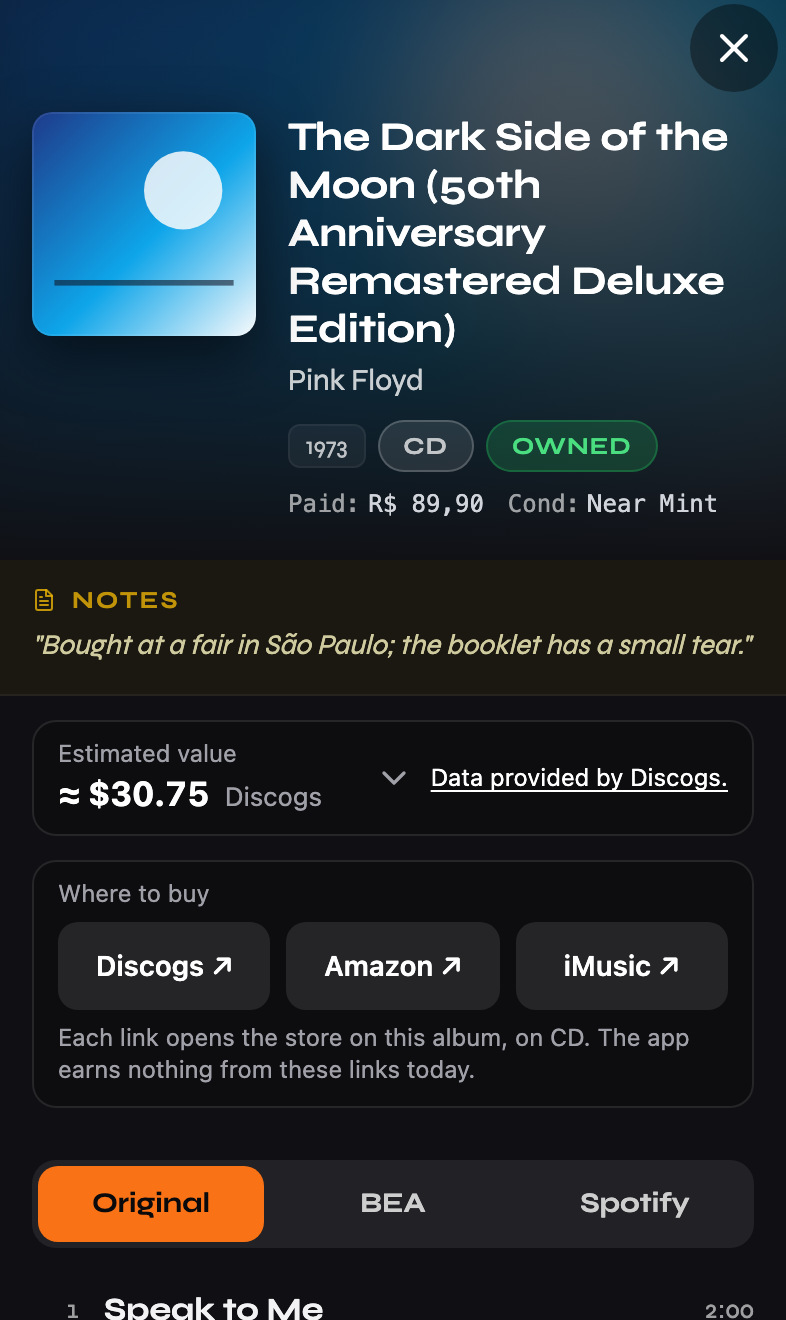 The Dark Side of the
Moon (50th
Anniversary
Remastered Deluxe
Edition)
Pink Floyd
1973 CD OWNED
Paid: R$ 89,90 Cond: Near Mint
NOTES
"Bought at a fair in São Paulo; the booklet has a small tear."
Estimated value
≈ $30.75 Discogs
Data provided by Discogs.
Where to buy
Discogs ↗ Amazon ↗ iMusic ↗
Each link opens the store on this album, on CD. The app
earns nothing from these links today.
Original BEA Spotify
1 Speak to Me 2:00